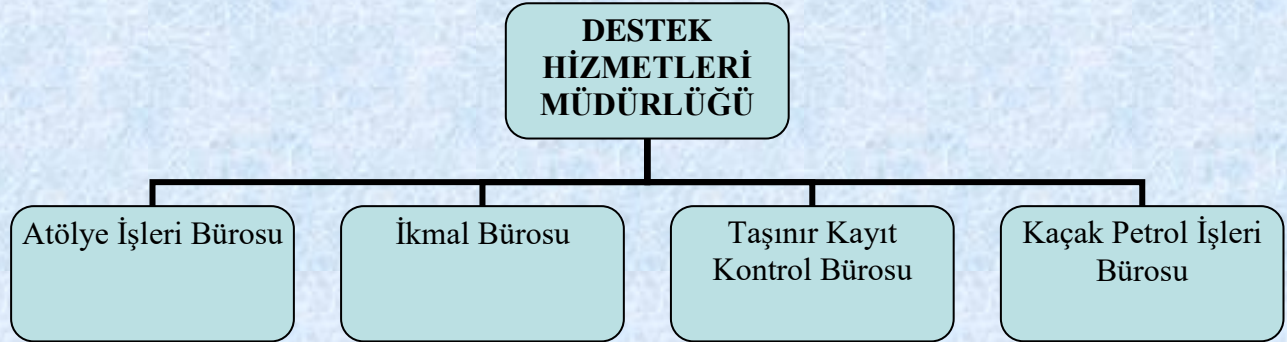 DESTEK
HİZMETLERİ
MÜDÜRLÜĞÜ
Atölye İşleri Bürosu
İkmal Bürosu
Taşınır Kayıt
Kontrol Bürosu
Kaçak Petrol İşleri
Bürosu